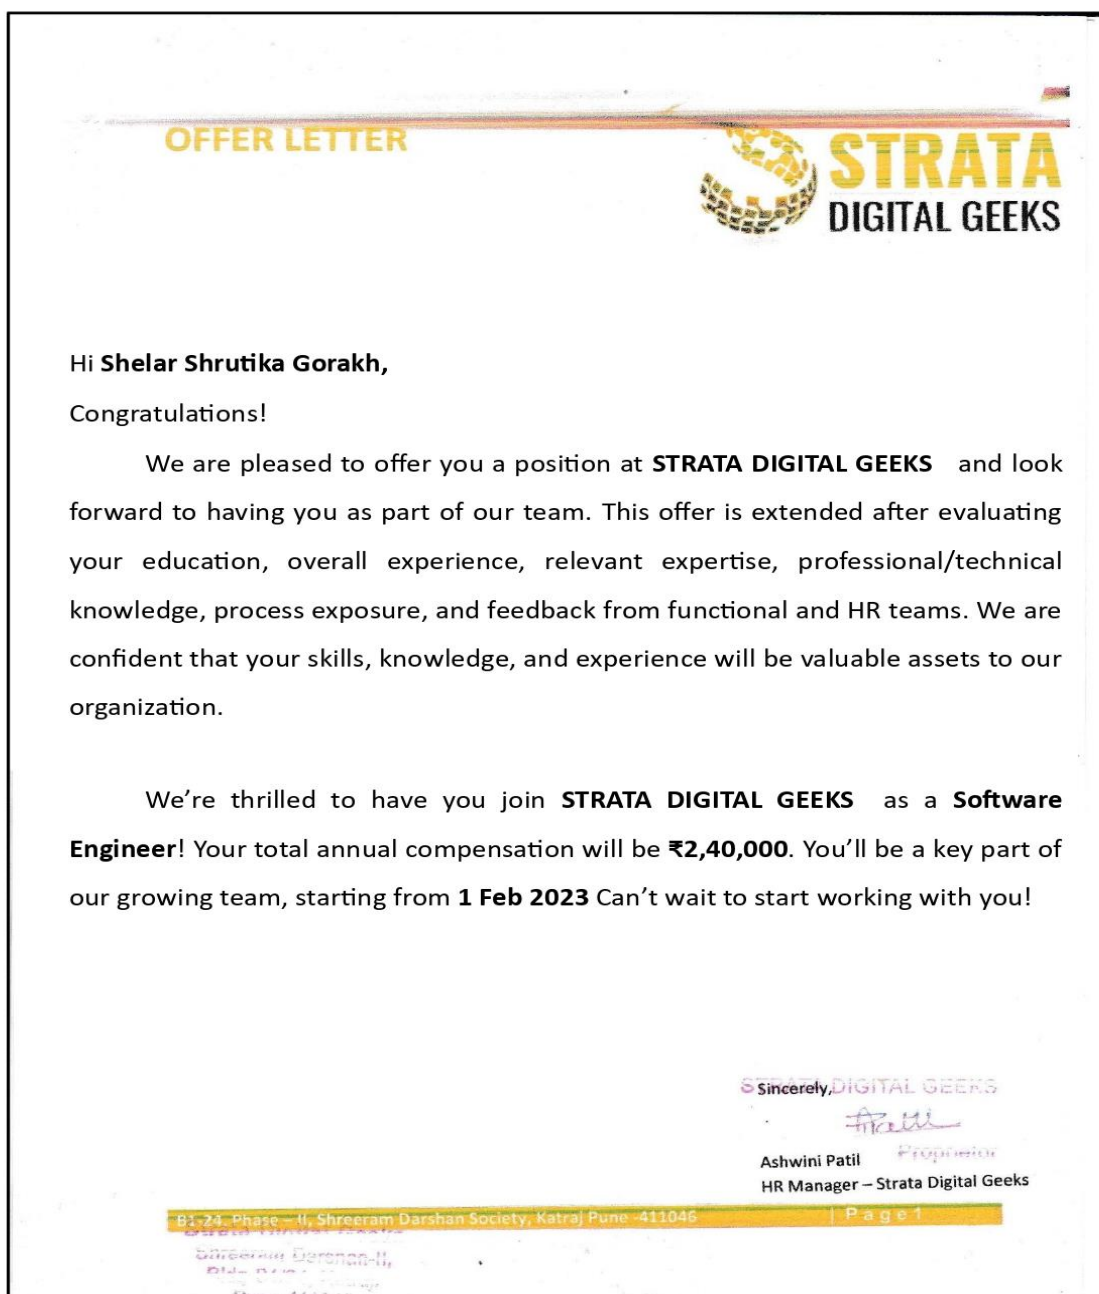 OFFER LETTER
STRATA
DIGITAL GEEKS
Hi Shelar Shrutika Gorakh,
Congratulations!
We are pleased to offer you a position at STRATA DIGITAL GEEKS and look
forward to having you as part of our team. This offer is extended after evaluating
your education, overall experience, relevant expertise, professional/technical
knowledge, process exposure, and feedback from functional and HR teams. We are
confident that your skills, knowledge, and experience will be valuable assets to our
organization.
We’re thrilled to have you join STRATA DIGITAL GEEKS as a Software
Engineer! Your total annual compensation will be ₹2,40,000. You’ll be a key part of
our growing team, starting from 1 Feb 2023 Can’t wait to start working with you!
STRATA DIGITAL GEEKS
Sincerely,
Proprietor
Ashwini Patil
HR Manager – Strata Digital Geeks
B1-24, Phase – II, Shreeram Darshan Society, Katraj Pune -411046 | Page 1
Shreeram Darshan-II,